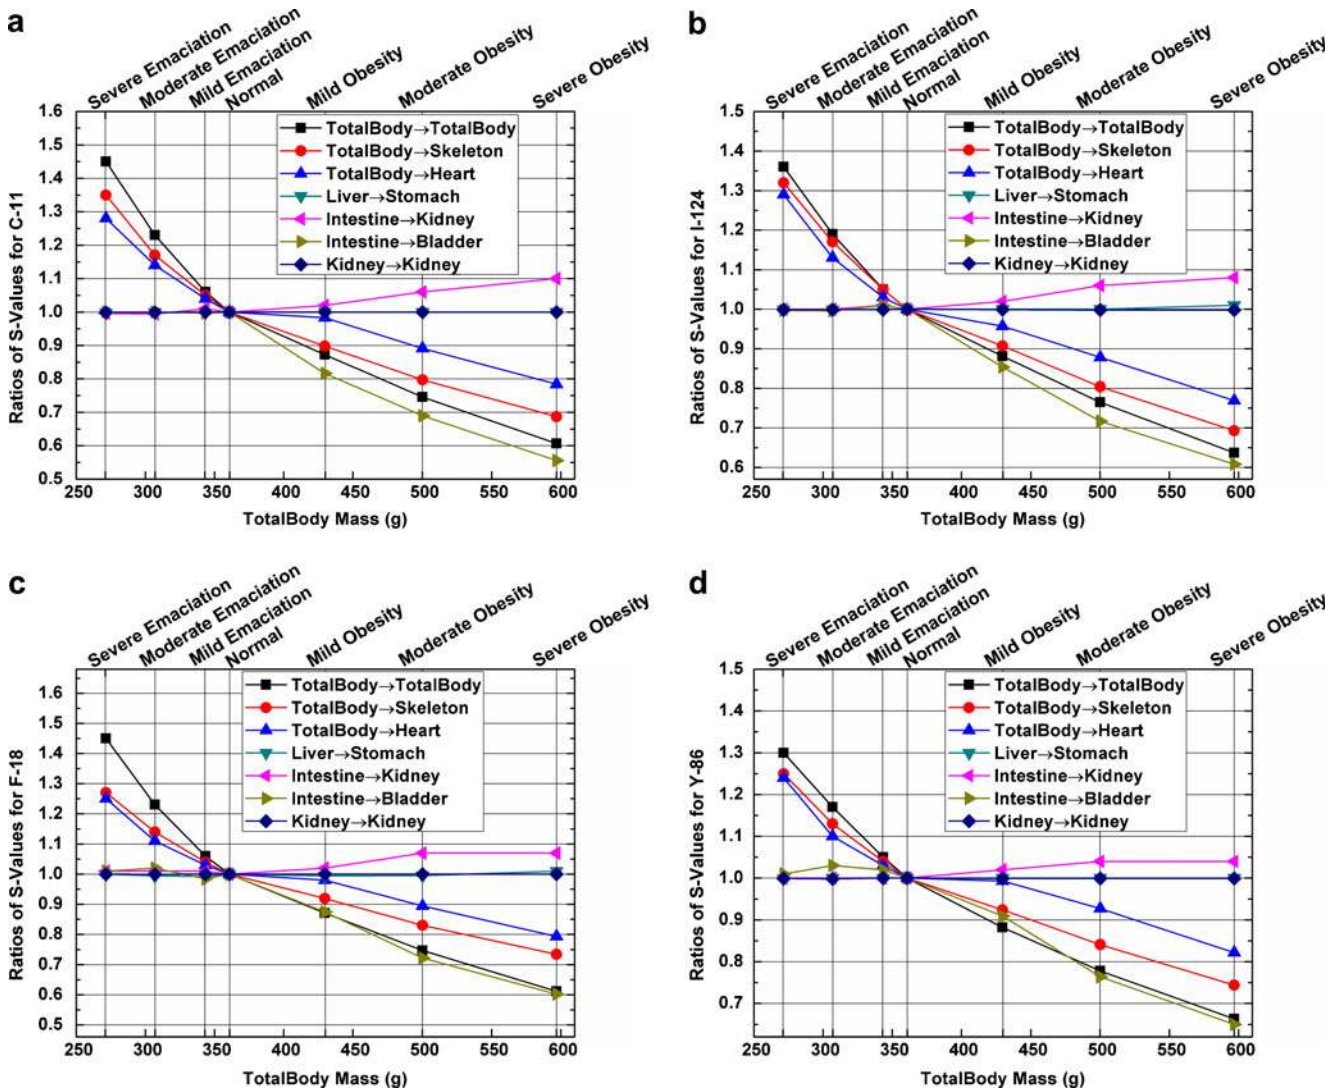 a
Severe Emaciation
Moderate Emaciation
Mild Emaciation
Normal
Mild Obesity
Moderate Obesity
Severe Obesity
Ratios of S-Values for C-11
1.6
1.5
1.4
1.3
1.2
1.1
1.0
0.9
0.8
0.7
0.6
0.5
TotalBody→TotalBody
TotalBody→Skeleton
TotalBody→Heart
Liver→Stomach
Intestine→Kidney
Intestine→Bladder
Kidney→Kidney
250 300 350 400 450 500 550 600
TotalBody Mass (g)
b
Severe Emaciation
Moderate Emaciation
Mild Emaciation
Normal
Mild Obesity
Moderate Obesity
Severe Obesity
Ratios of S-Values for I-124
1.5
1.4
1.3
1.2
1.1
1.0
0.9
0.8
0.7
0.6
TotalBody→TotalBody
TotalBody→Skeleton
TotalBody→Heart
Liver→Stomach
Intestine→Kidney
Intestine→Bladder
Kidney→Kidney
250 300 350 400 450 500 550 600
TotalBody Mass (g)
c
Severe Emaciation
Moderate Emaciation
Mild Emaciation
Normal
Mild Obesity
Moderate Obesity
Severe Obesity
Ratios of S-Values for F-18
1.6
1.5
1.4
1.3
1.2
1.1
1.0
0.9
0.8
0.7
0.6
0.5
TotalBody→TotalBody
TotalBody→Skeleton
TotalBody→Heart
Liver→Stomach
Intestine→Kidney
Intestine→Bladder
Kidney→Kidney
250 300 350 400 450 500 550 600
TotalBody Mass (g)
d
Severe Emaciation
Moderate Emaciation
Mild Emaciation
Normal
Mild Obesity
Moderate Obesity
Severe Obesity
Ratios of S-Values for Y-86
1.5
1.4
1.3
1.2
1.1
1.0
0.9
0.8
0.7
TotalBody→TotalBody
TotalBody→Skeleton
TotalBody→Heart
Liver→Stomach
Intestine→Kidney
Intestine→Bladder
Kidney→Kidney
250 300 350 400 450 500 550 600
TotalBody Mass (g)